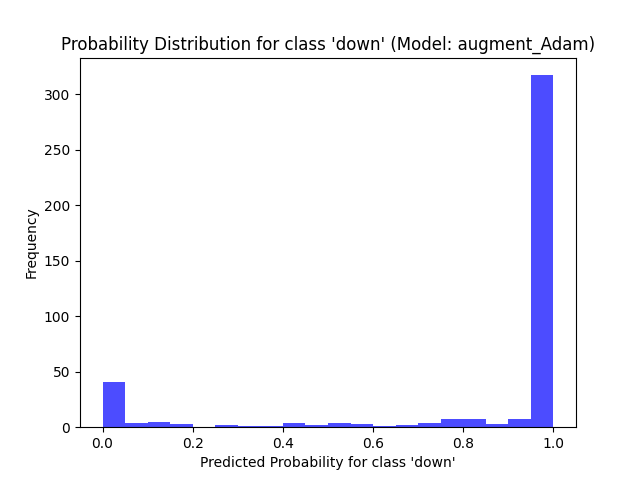 Probability Distribution for class 'down' (Model: augment_Adam)
300
250
200
150
100
50
0
Frequency
0.0 0.2 0.4 0.6 0.8 1.0
Predicted Probability for class 'down'